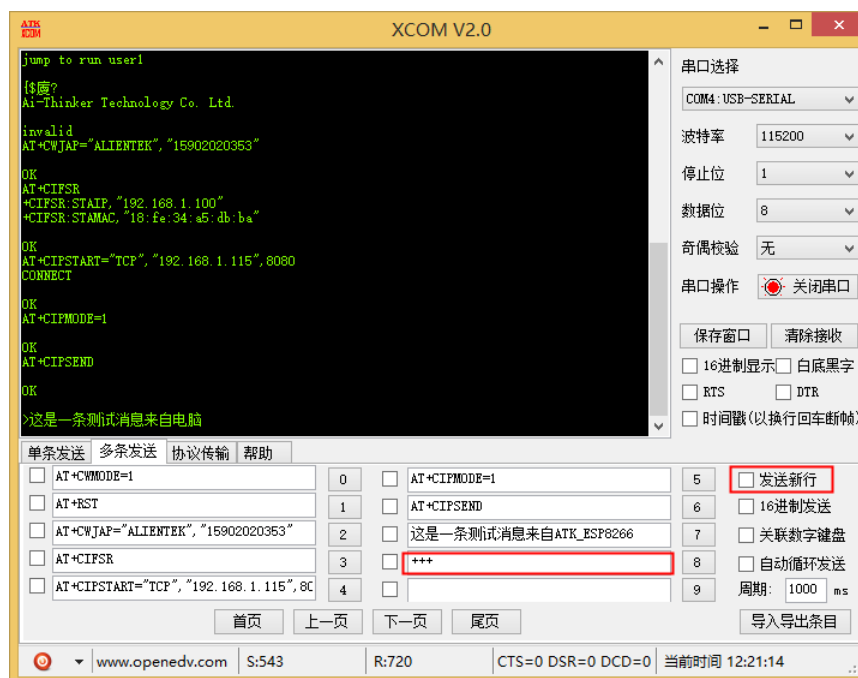 ATK
XCOM
XCOM V2.0
jump to run user1
Ai-Thinker Technology Co. Ltd.
invalid
AT+CWJAP="ALIENTEK","15902020353"
OK
AT+CIFSR
+CIFSR:STAIP,"192.168.1.100"
+CIFSR:STAMAC,"18:fe:34:a5:db:ba"
OK
AT+CIPSTART="TCP","192.168.1.115",8080
CONNECT
OK
AT+CIPMODE=1
OK
AT+CIPSEND
OK
>这是一条测试消息来自电脑
串口选择
COM4:USB-SERIAL
波特率 115200
停止位 1
数据位 8
奇偶校验 无
串口操作 关闭串口
保存窗口 清除接收
16进制显示 白底黑字
RTS DTR
时间戳(以换行回车断帧)
单条发送 多条发送 协议传输 帮助
AT+CWMODE=1 0 AT+CIPMODE=1 5 发送新行
AT+RST 1 AT+CIPSEND 6 16进制发送
AT+CWJAP="ALIENTEK","15902020353" 2 这是一条测试消息来自ATK_ESP8266 7 关联数字键盘
AT+CIFSR 3 +++ 8 自动循环发送
AT+CIPSTART="TCP","192.168.1.115",80 4 9 周期: 1000 ms
首页 上一页 下一页 尾页 导入导出条目
www.openedv.com S:543 R:720 CTS=0 DSR=0 DCD=0 当前时间 12:21:14